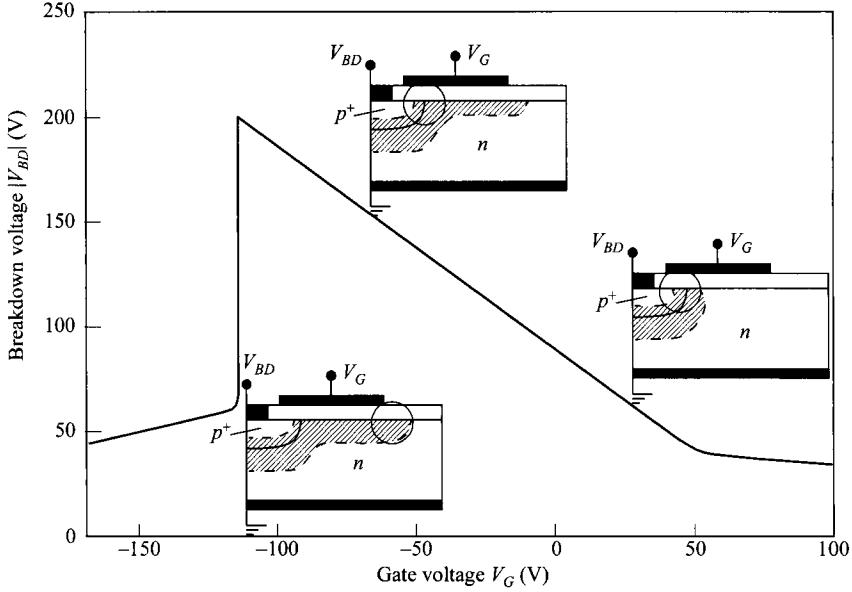 250
200
150
100
50
0
Breakdown voltage |V_BD| (V)
V_BD V_G
p+
n
V_BD V_G
p+
n
V_BD
V_G
p+
n
−150 −100 −50 0 50 100
Gate voltage V_G (V)